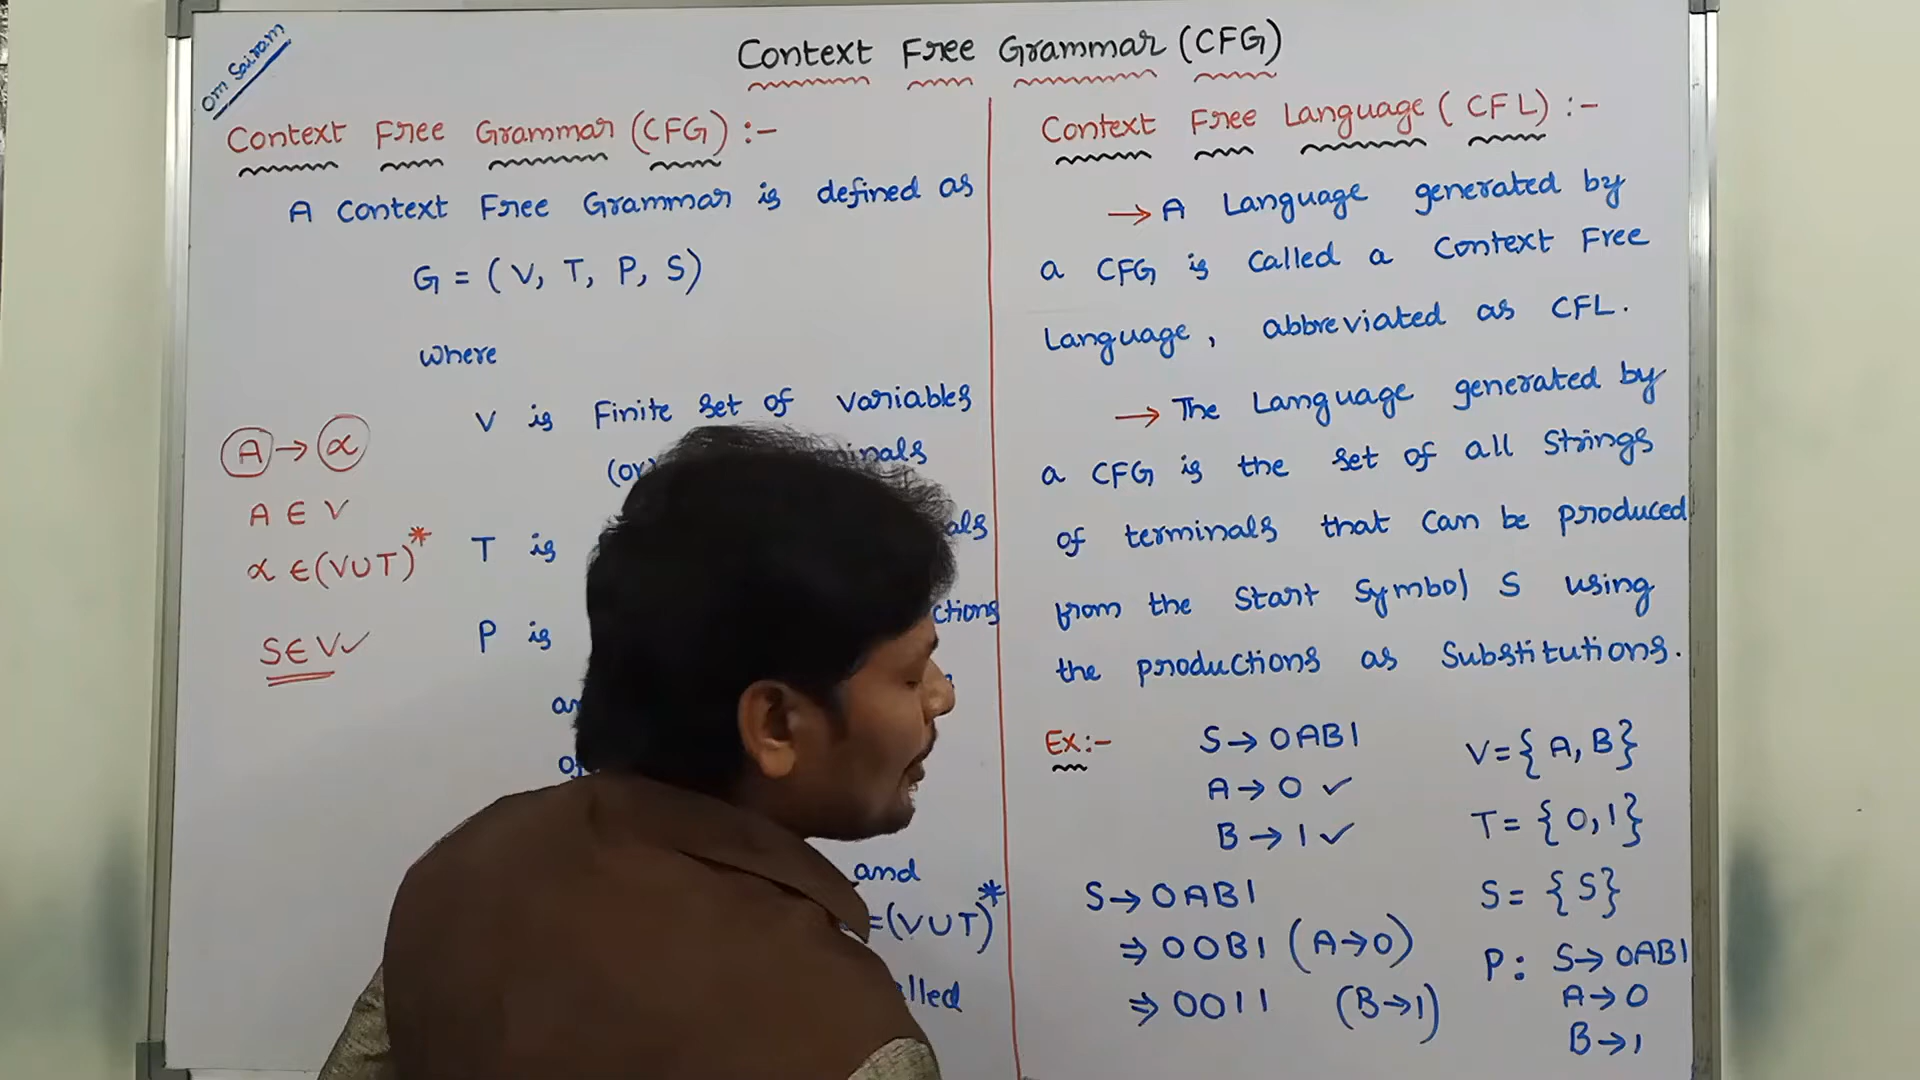 Om Sairam
Context Free Grammar (CFG)
Context Free Grammar (CFG) :-
A Context Free Grammar is defined as
G = (V, T, P, S)
where
V is Finite set of variables
(or)
T is
P is
A → α
A ∈ V
α ∈ (V∪T)*
S ∈ V ✓
and
=(V∪T)*
Context Free Language ( CFL) :-
→ A Language generated by
a CFG is called a Context Free
Language, abbreviated as CFL.
→ The Language generated by
a CFG is the set of all strings
of terminals that can be produced
from the start symbol S using
the productions as substitutions.
Ex:-
S → 0AB1
A → 0 ✓
B → 1 ✓
S → 0AB1
⇒ 00B1 (A→0)
⇒ 0011 (B→1)
V = {A, B}
T = {0, 1}
S = {S}
P: S → 0AB1
A → 0
B → 1